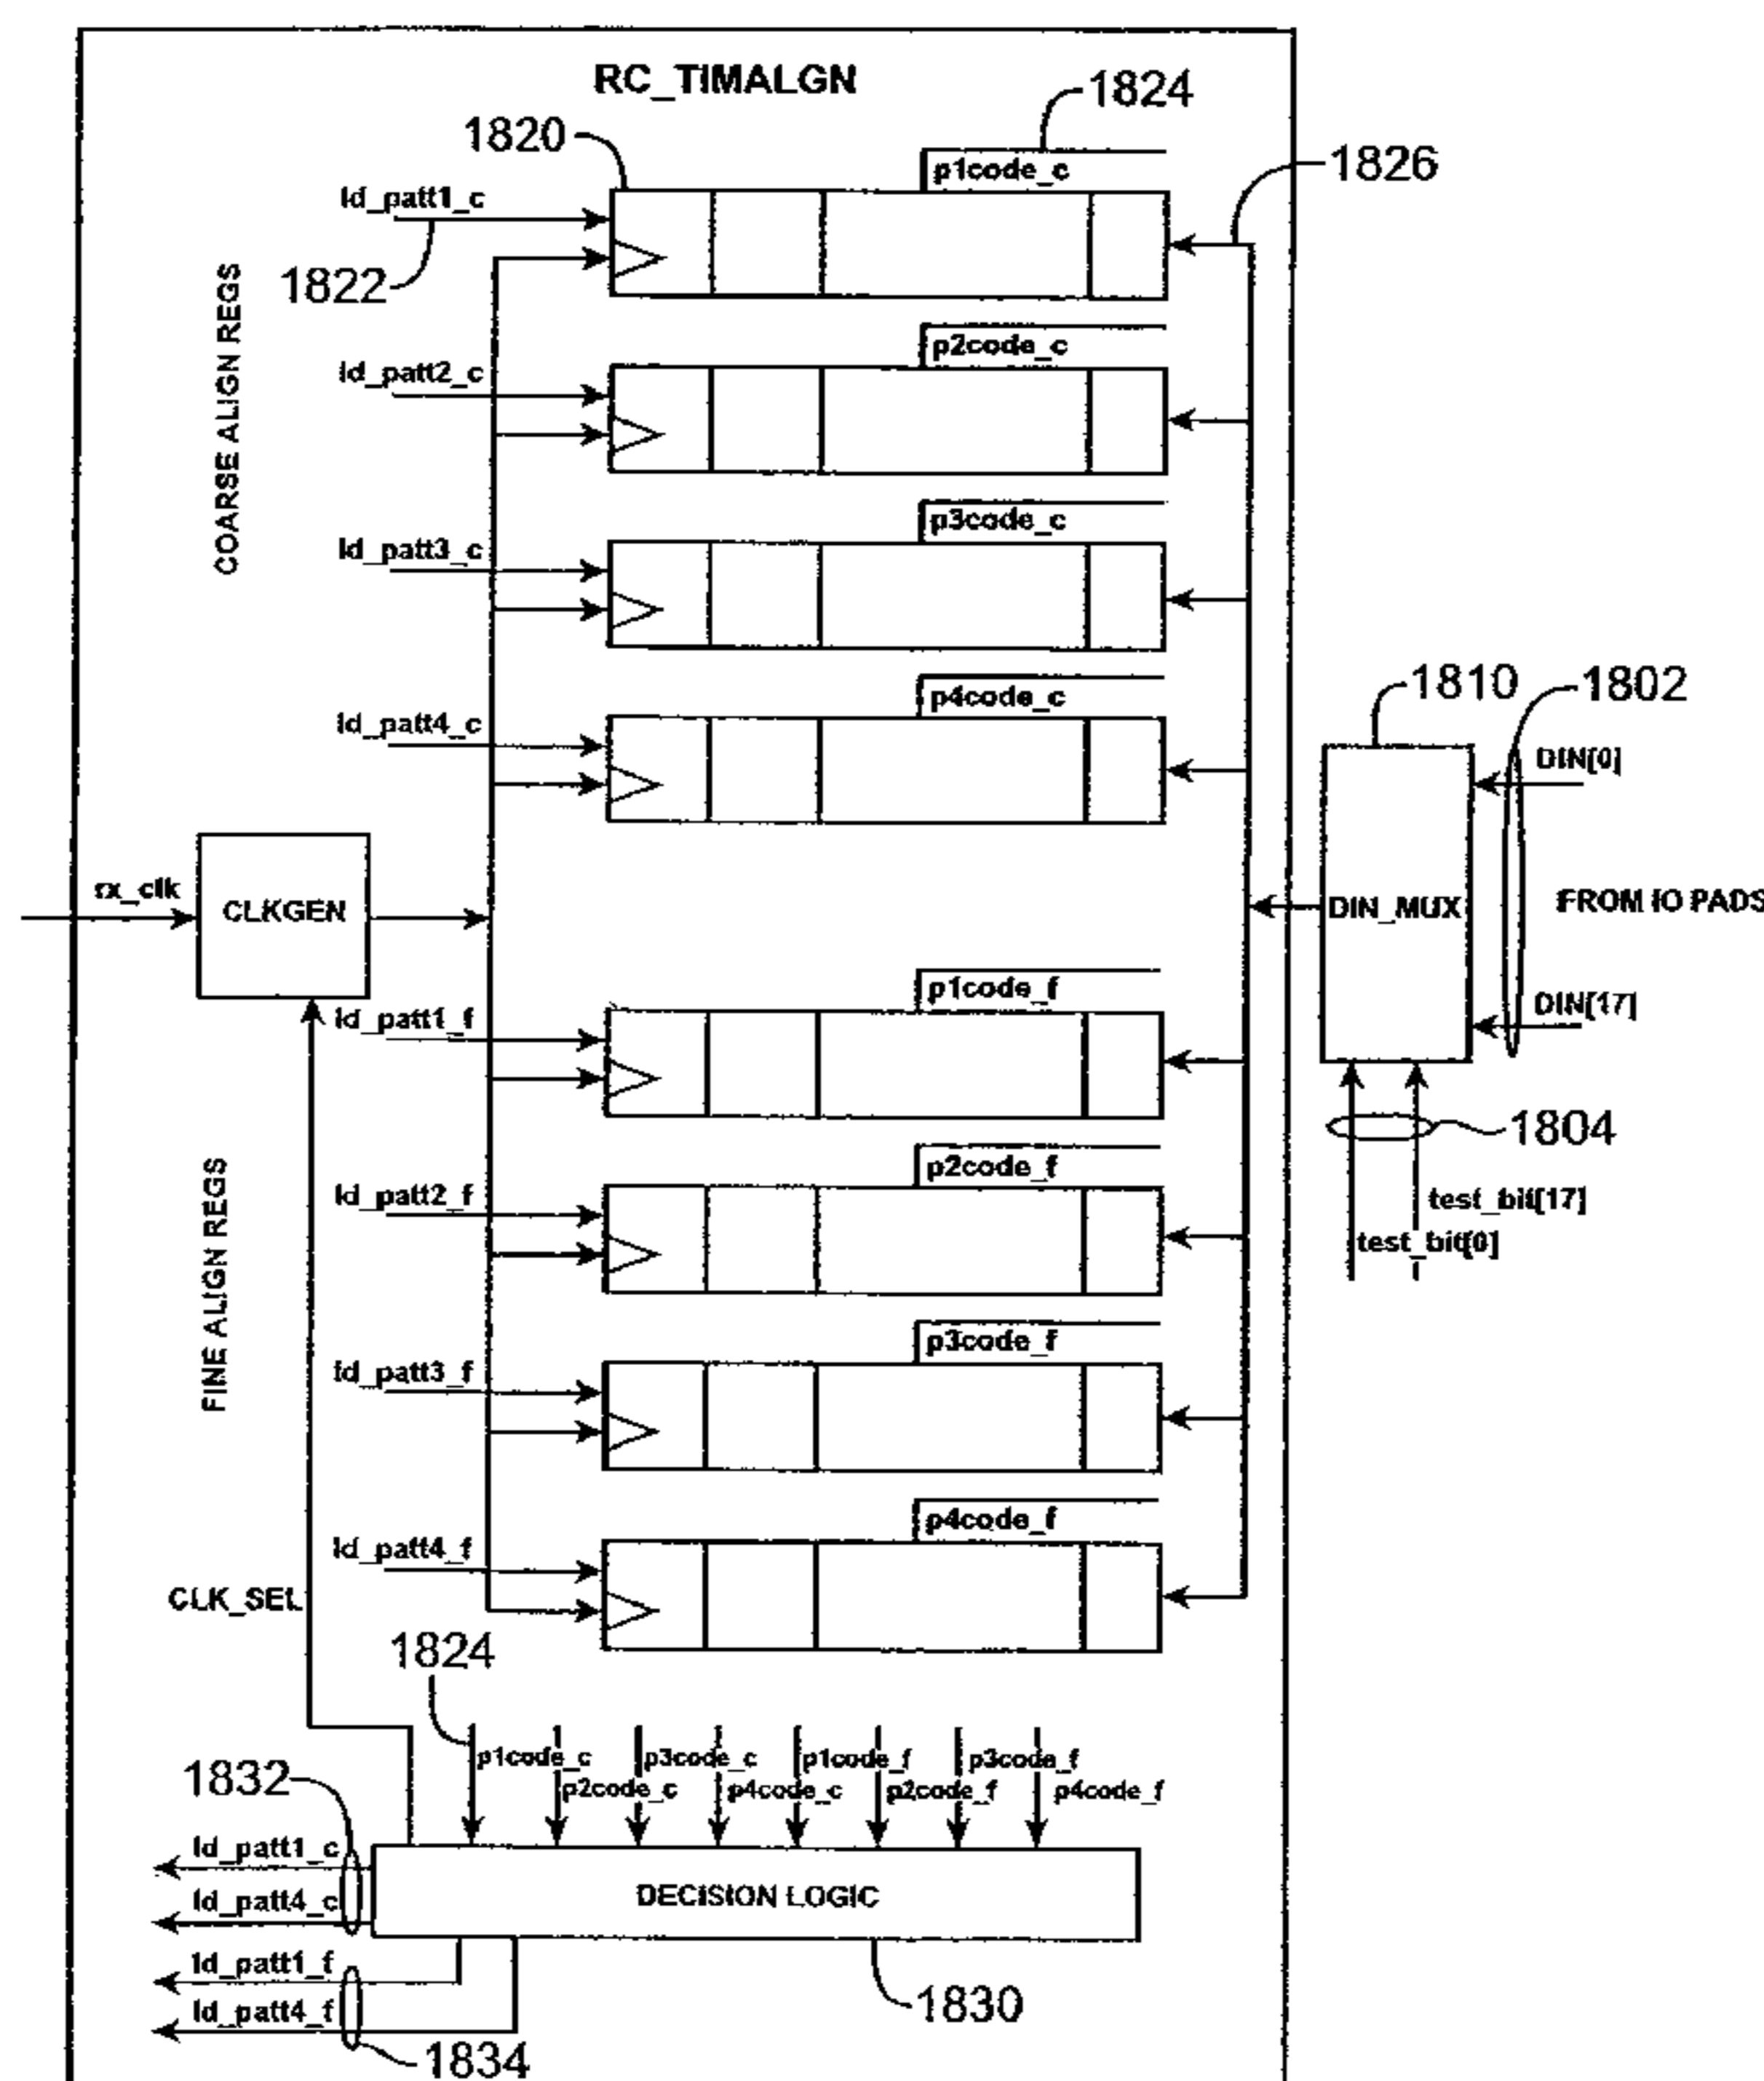 RC_TIMALGN
1824
1820
p1code_c
1826
ld_patt1_c
1822
COARSE ALIGN REGS
p2code_c
ld_patt2_c
p3code_c
ld_patt3_c
p4code_c
ld_patt4_c
1810
1802
DIN[0]
rx_clk
CLKGEN
DIN_MUX
FROM IO PADS
p1code_f
DIN[17]
ld_patt1_f
1804
FINE ALIGN REGS
p2code_f
ld_patt2_f
test_bit[17]
test_bit[0]
p3code_f
ld_patt3_f
p4code_f
ld_patt4_f
CLK_SEL
1824
p1code_c p3code_c p1code_f p3code_f
p2code_c p4code_c p2code_f p4code_f
1832
ld_patt1_c
ld_patt4_c
DECISION LOGIC
ld_patt1_f
ld_patt4_f
1830
1834